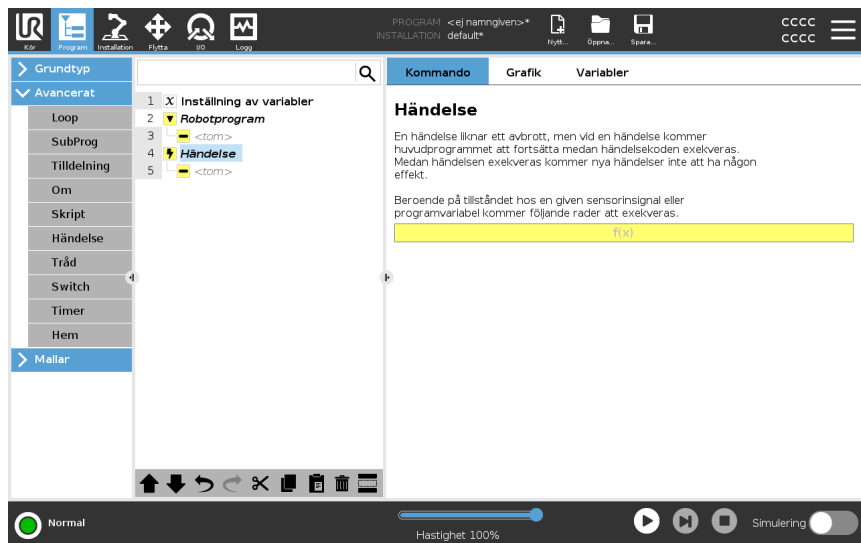 UR
Kör
Program
Installation
Flytta
I/O
Logg
PROGRAM <ej namngiven>*
INSTALLATION default*
Nytt...
Öppna...
Spara...
CCCC
CCCC
Grundtyp
Avancerat
Loop
SubProg
Tilldelning
Om
Skript
Händelse
Tråd
Switch
Timer
Hem
Mallar
1 X Inställning av variabler
2 Robotprogram
3 <tom>
4 Händelse
5 <tom>
Kommando
Grafik
Variabler
Händelse
En händelse liknar ett avbrott, men vid en händelse kommer
huvudprogrammet att fortsätta medan händelsekoden exekveras.
Medan händelsen exekveras kommer nya händelser inte att ha någon
effekt.
Beroende på tillståndet hos en given sensorinsignal eller
programvariabel kommer följande rader att exekveras.
f(x)
Normal
Hastighet 100%
Simulering